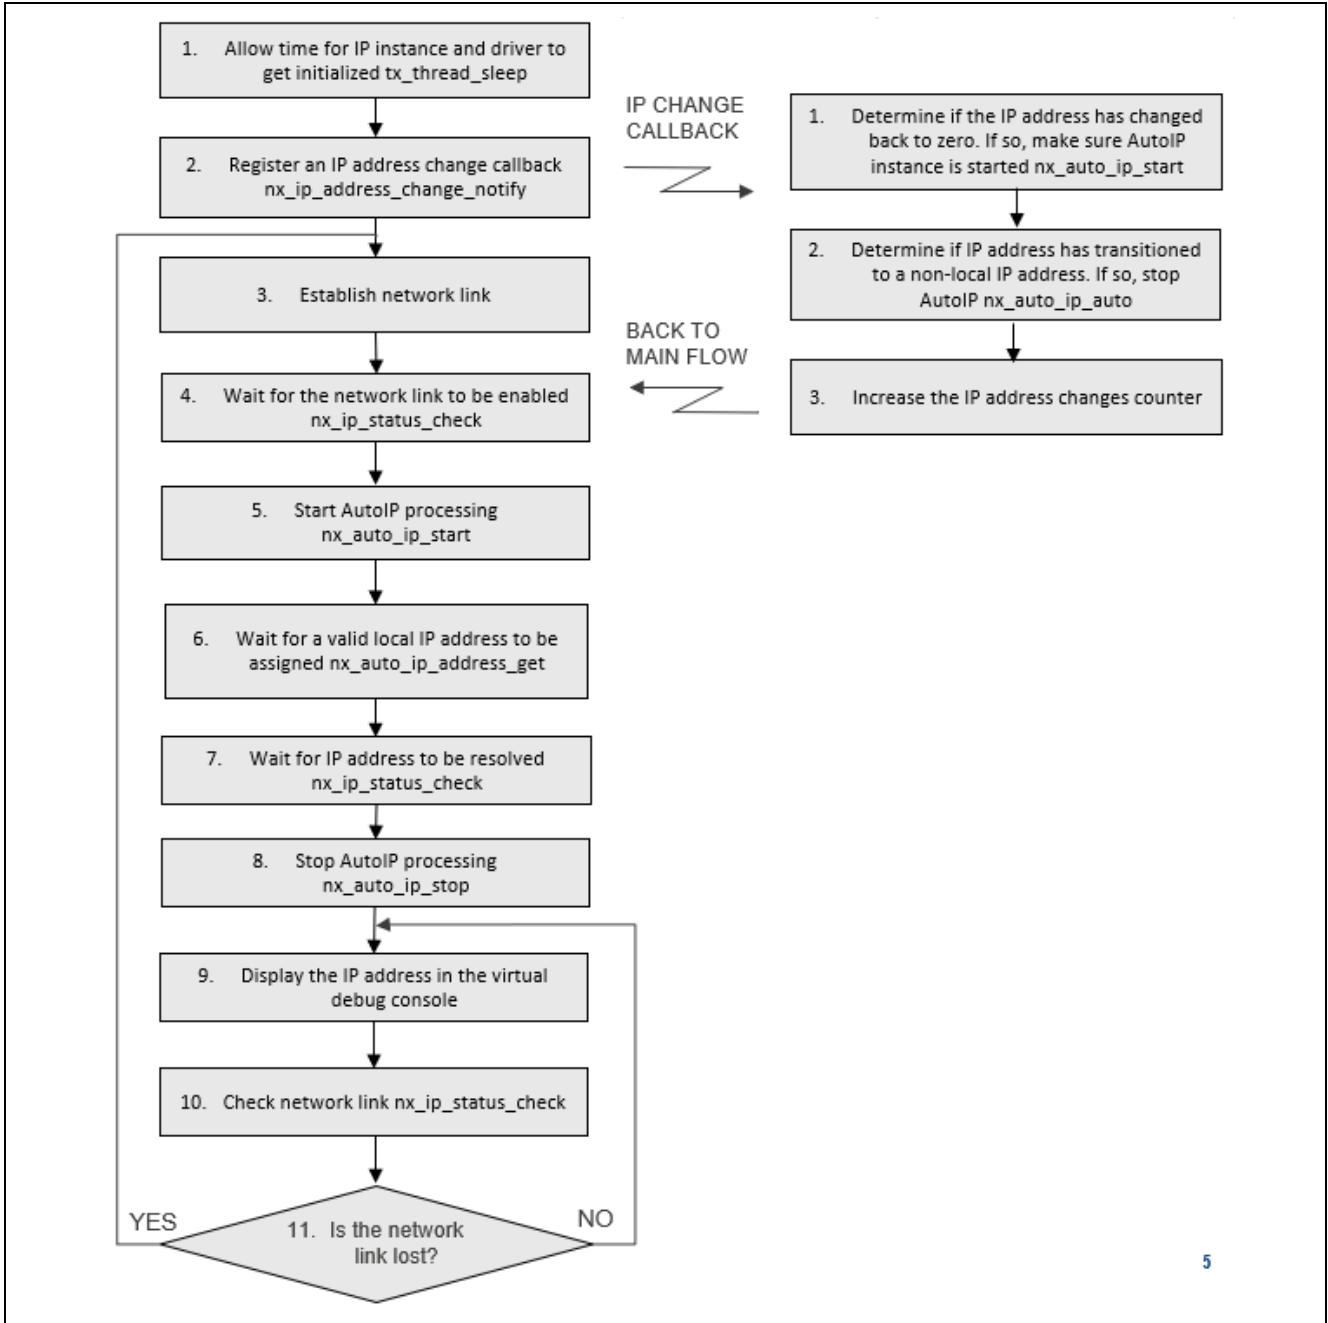 1. Allow time for IP instance and driver to
get initialized tx_thread_sleep
2. Register an IP address change callback
nx_ip_address_change_notify
3. Establish network link
4. Wait for the network link to be enabled
nx_ip_status_check
5. Start AutoIP processing
nx_auto_ip_start
6. Wait for a valid local IP address to be
assigned nx_auto_ip_address_get
7. Wait for IP address to be resolved
nx_ip_status_check
8. Stop AutoIP processing
nx_auto_ip_stop
9. Display the IP address in the virtual
debug console
10. Check network link nx_ip_status_check
11. Is the network
link lost?
YES
NO
IP CHANGE
CALLBACK
1. Determine if the IP address has changed
back to zero. If so, make sure AutoIP
instance is started nx_auto_ip_start
2. Determine if IP address has transitioned
to a non-local IP address. If so, stop
AutoIP nx_auto_ip_auto
3. Increase the IP address changes counter
BACK TO
MAIN FLOW
5